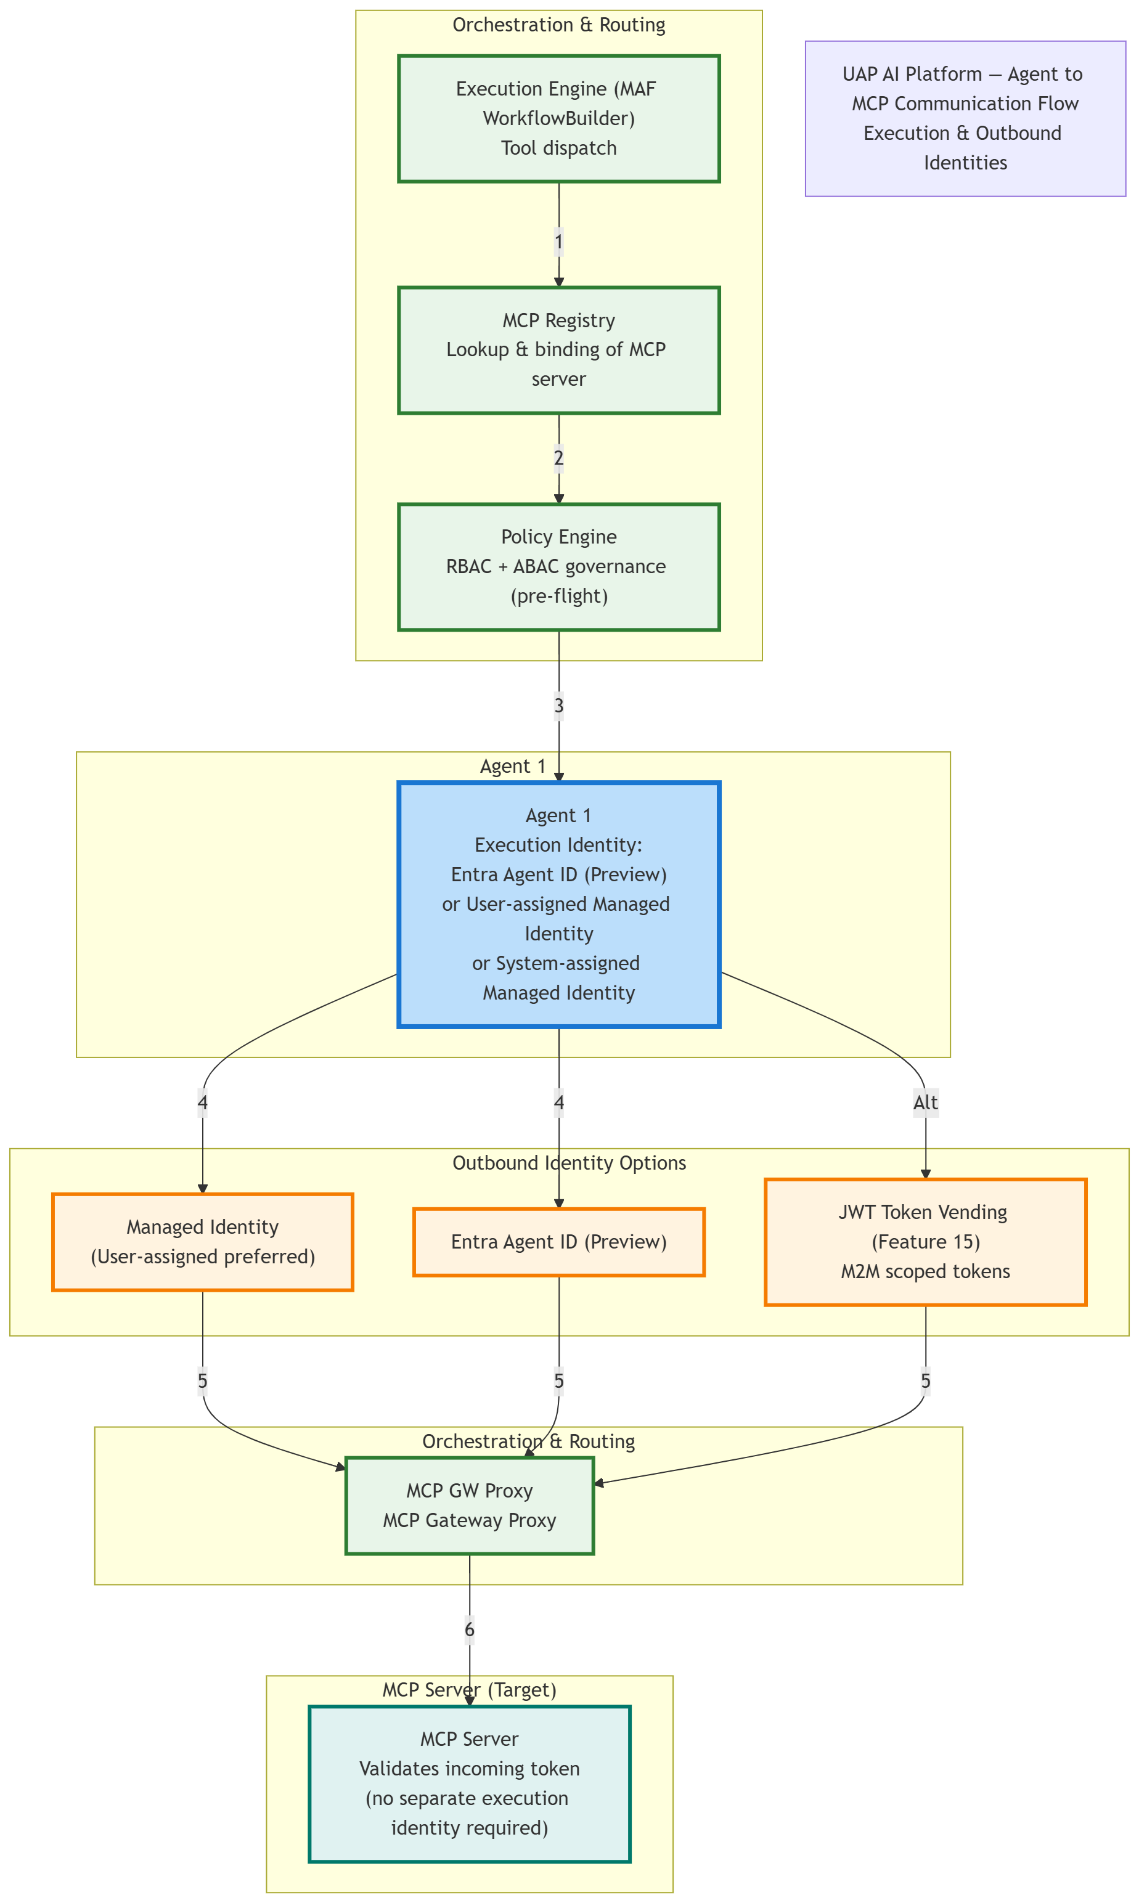 Orchestration & Routing
Execution Engine (MAF
WorkflowBuilder)
Tool dispatch
UAP AI Platform — Agent to
MCP Communication Flow
Execution & Outbound
Identities
1
MCP Registry
Lookup & binding of MCP
server
2
Policy Engine
RBAC + ABAC governance
(pre-flight)
3
Agent 1
Agent 1
Execution Identity:
Entra Agent ID (Preview)
or User-assigned Managed
Identity
or System-assigned
Managed Identity
4
4
Alt
Outbound Identity Options
Managed Identity
(User-assigned preferred)
Entra Agent ID (Preview)
JWT Token Vending
(Feature 15)
M2M scoped tokens
5
5
5
Orchestration & Routing
MCP GW Proxy
MCP Gateway Proxy
6
MCP Server (Target)
MCP Server
Validates incoming token
(no separate execution
identity required)